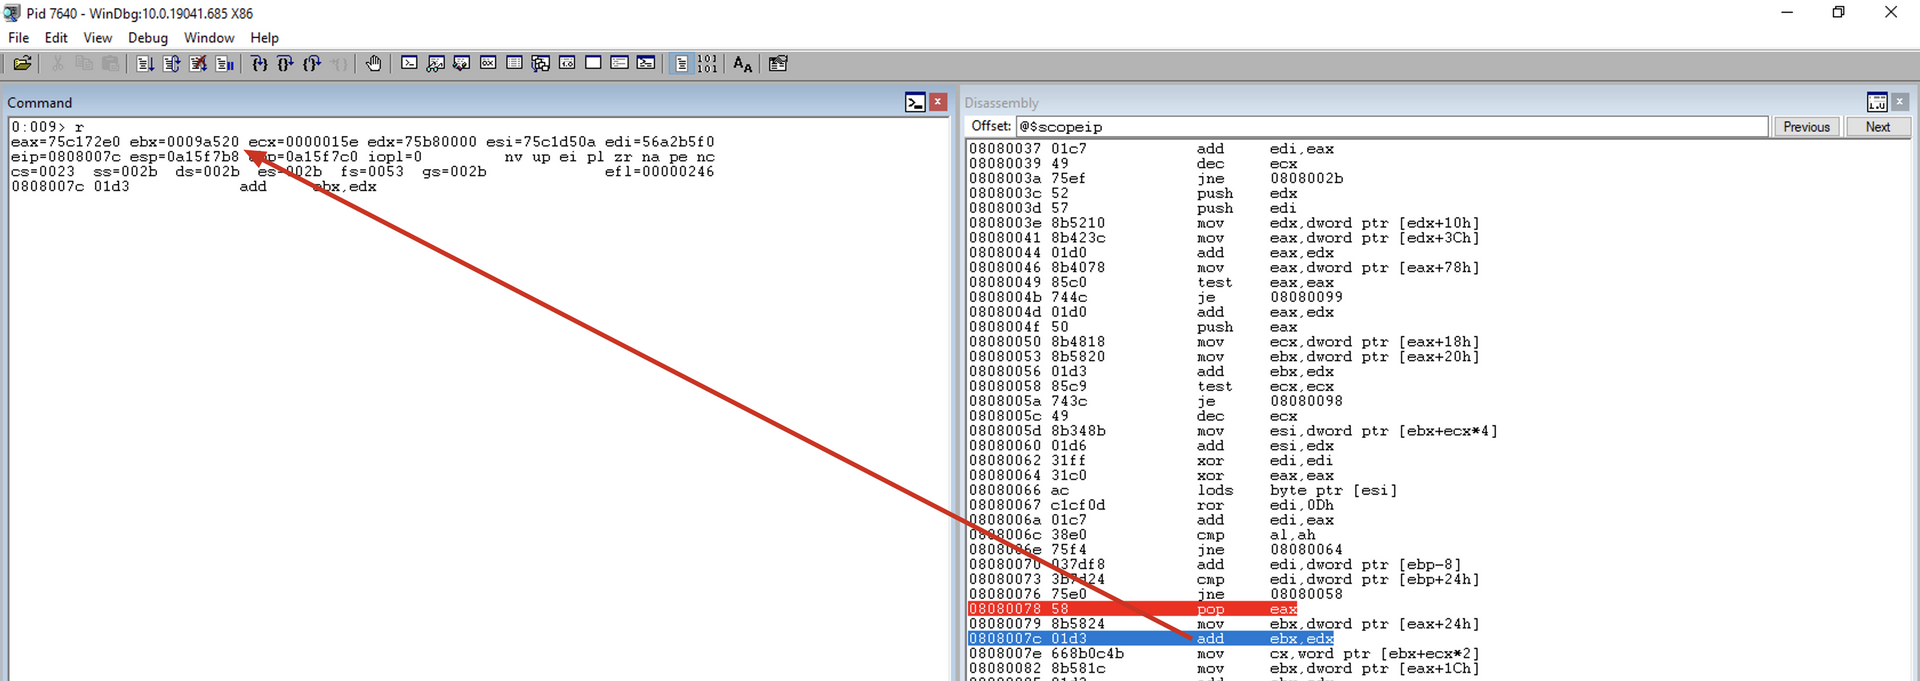 Pid 7640 - WinDbg:10.0.19041.685 X86
File Edit View Debug Window Help
Command
0:009> r
eax=75c172e0 ebx=0009a520 ecx=0000015e edx=75b80000 esi=75c1d50a edi=56a2b5f0
eip=0808007c esp=0a15f7b8 ebp=0a15f7c0 iopl=0 nv up ei pl zr na pe nc
cs=0023 ss=002b ds=002b es=002b fs=0053 gs=002b efl=00000246
0808007c 01d3 add ebx,edx
Disassembly
Offset: @$scopeip Previous Next
08080037 01c7 add edi,eax
08080039 49 dec ecx
0808003a 75ef jne 0808002b
0808003c 52 push edx
0808003d 57 push edi
0808003e 8b5210 mov edx,dword ptr [edx+10h]
08080041 8b423c mov eax,dword ptr [edx+3Ch]
08080044 01d0 add eax,edx
08080046 8b4078 mov eax,dword ptr [eax+78h]
08080049 85c0 test eax,eax
0808004b 744c je 08080099
0808004d 01d0 add eax,edx
0808004f 50 push eax
08080050 8b4818 mov ecx,dword ptr [eax+18h]
08080053 8b5820 mov ebx,dword ptr [eax+20h]
08080056 01d3 add ebx,edx
08080058 85c9 test ecx,ecx
0808005a 743c je 08080098
0808005c 49 dec ecx
0808005d 8b348b mov esi,dword ptr [ebx+ecx*4]
08080060 01d6 add esi,edx
08080062 31ff xor edi,edi
08080064 31c0 xor eax,eax
08080066 ac lods byte ptr [esi]
08080067 c1cf0d ror edi,0Dh
0808006a 01c7 add edi,eax
0808006c 38e0 cmp al,ah
0808006e 75f4 jne 08080064
08080070 037df8 add edi,dword ptr [ebp-8]
08080073 3b7d24 cmp edi,dword ptr [ebp+24h]
08080076 75e0 jne 08080058
08080078 58 pop eax
08080079 8b5824 mov ebx,dword ptr [eax+24h]
0808007c 01d3 add ebx,edx
0808007e 668b0c4b mov cx,word ptr [ebx+ecx*2]
08080082 8b581c mov ebx,dword ptr [eax+1Ch]